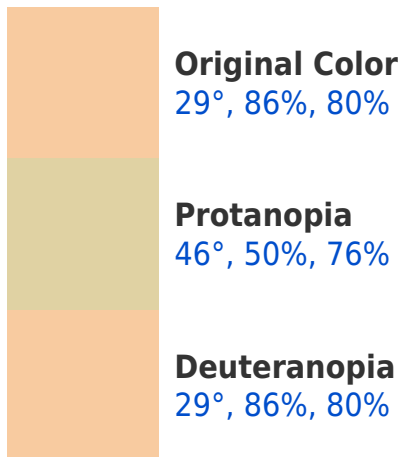 Original Color
29°, 86%, 80%
Protanopia
46°, 50%, 76%
Deuteranopia
29°, 86%, 80%